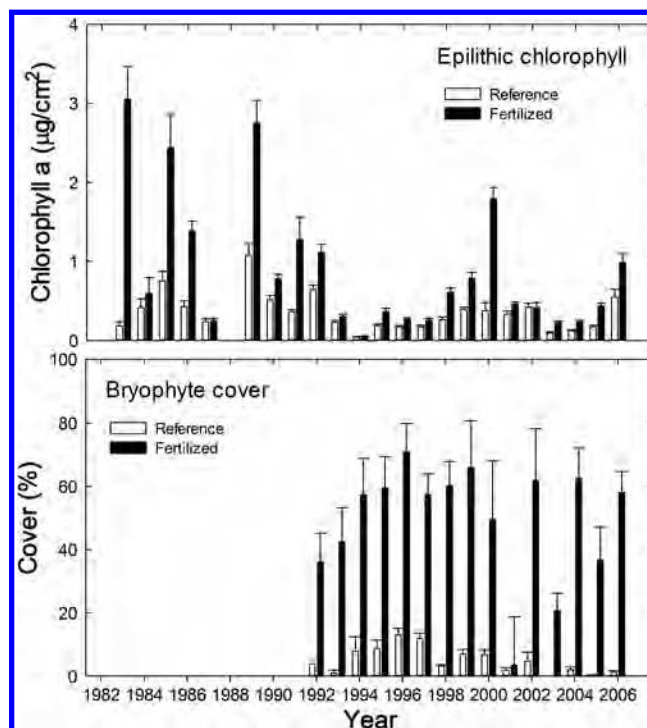 4
Epilithic chlorophyll
Reference
Fertilized
3
2
1
0
Chlorophyll a (µg/cm²)
100
Bryophyte cover
Reference
Fertilized
80
60
40
20
0
Cover (%)
1982 1984 1986 1988 1990 1992 1994 1996 1998 2000 2002 2004 2006
Year